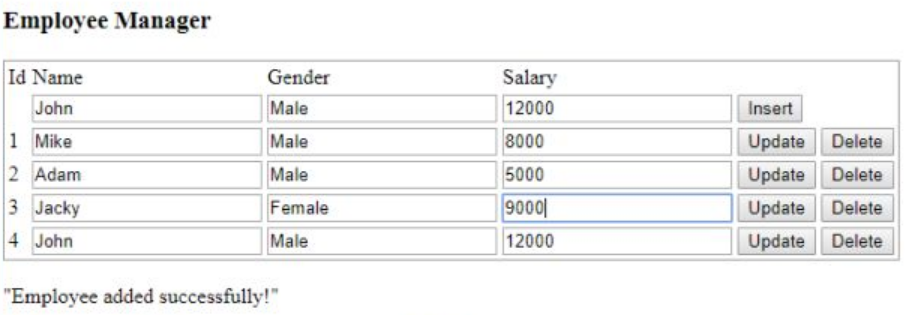 Employee Manager
Id Name Gender Salary
John Male 12000 Insert
1 Mike Male 8000 Update Delete
2 Adam Male 5000 Update Delete
3 Jacky Female 9000 Update Delete
4 John Male 12000 Update Delete
"Employee added successfully!"